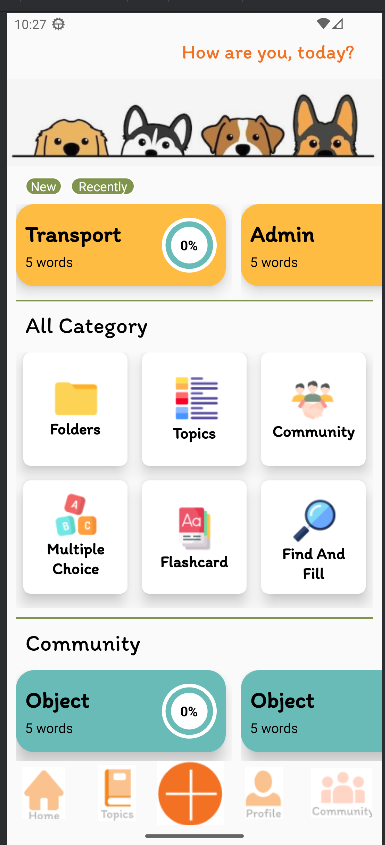 10:27
How are you, today?
New Recently
Transport 0% Admin
5 words 5 words
All Category
Folders Topics Community
A
B C
Aa
Multiple Choice Flashcard Find And Fill
Community
Object 0% Object
5 words 5 words
Home Topics Profile Community